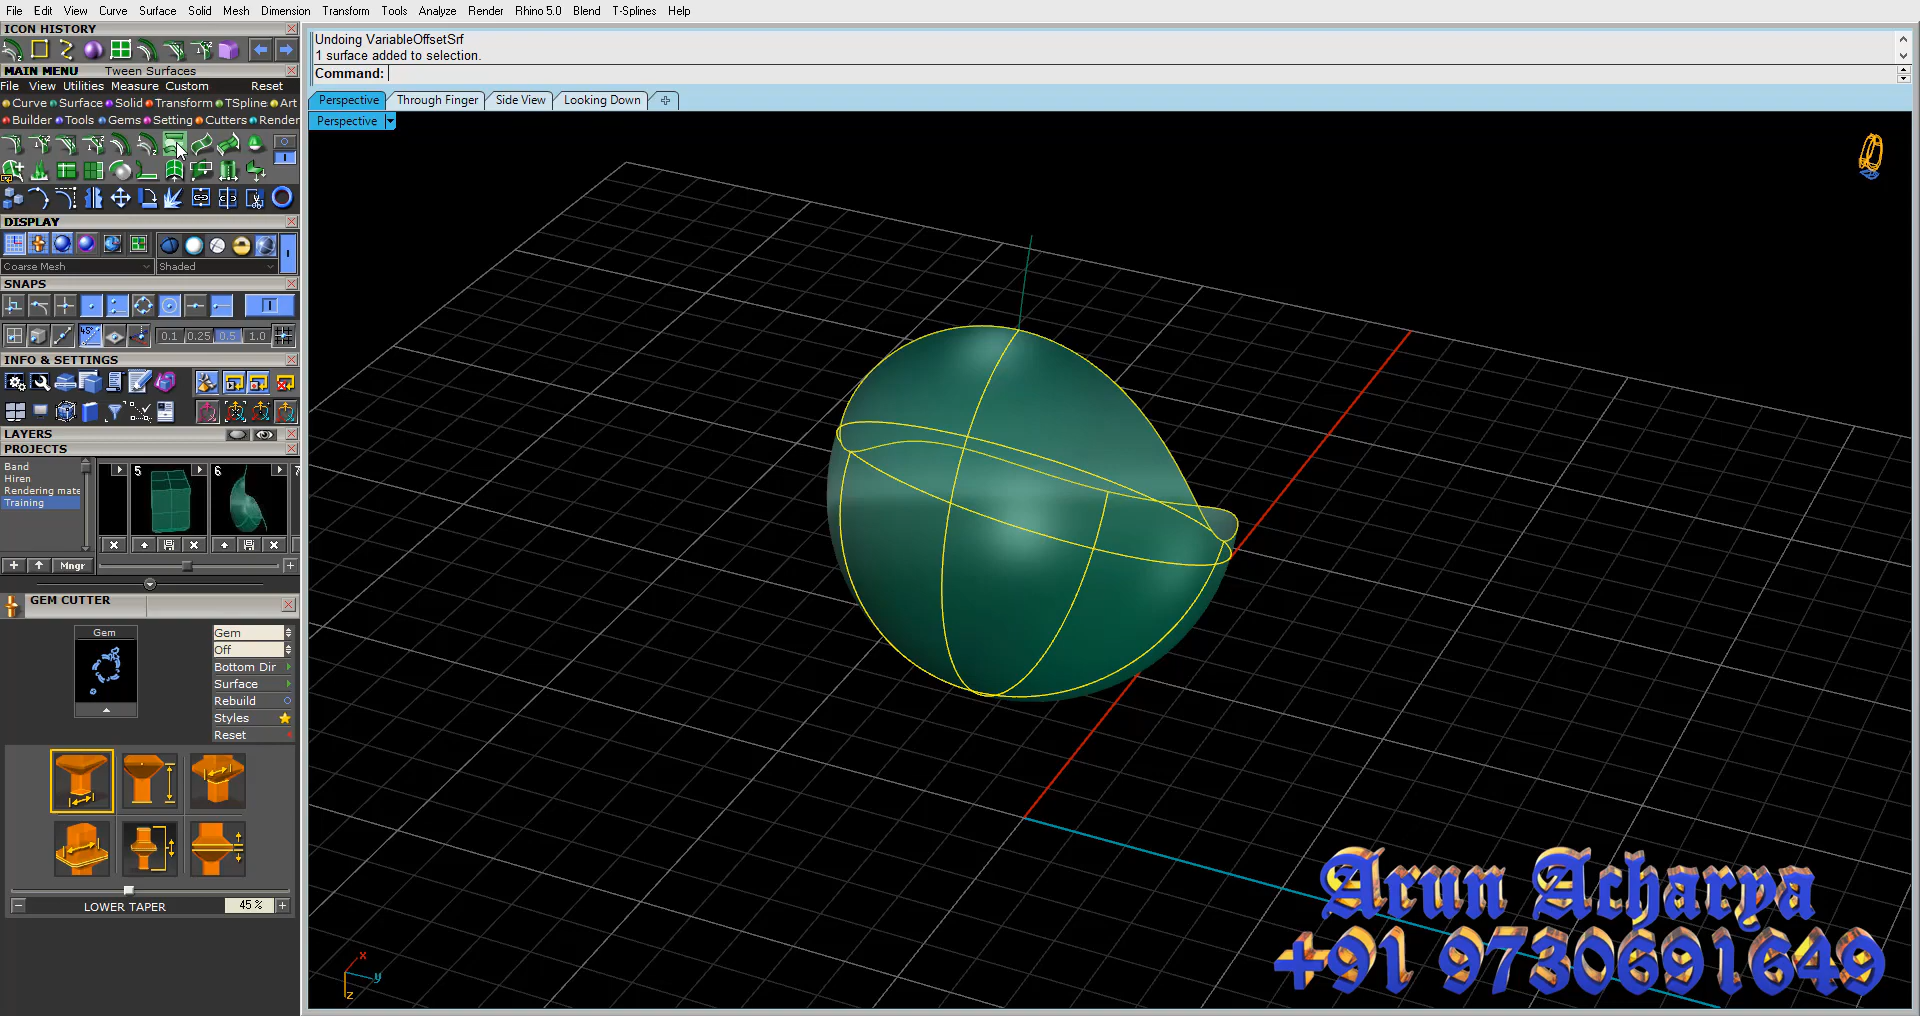 File Edit View Curve Surface Solid Mesh Dimension Transform Tools Analyze Render Rhino 5.0 Blend T-Splines Help
ICON HISTORY
MAIN MENU Tween Surfaces
File View Utilities Measure Custom Reset
Curve Surface Solid Transform TSpline Art
Builder Tools Gems Setting Cutters Render
DISPLAY
Coarse Mesh Shaded
SNAPS
45°
0.1 0.25 0.5 1.0
INFO & SETTINGS
LAYERS
PROJECTS
Band
Hiren
Rendering mate
Training
5 6 7
Mngr
GEM CUTTER
Gem
Gem
Off
Bottom Dir
Surface
Rebuild
Styles
Reset
LOWER TAPER 45 %
Undoing VariableOffsetSrf
1 surface added to selection.
Command:
Perspective Through Finger Side View Looking Down
Perspective
x
y
z
Arun Acharya
+91 9730691649